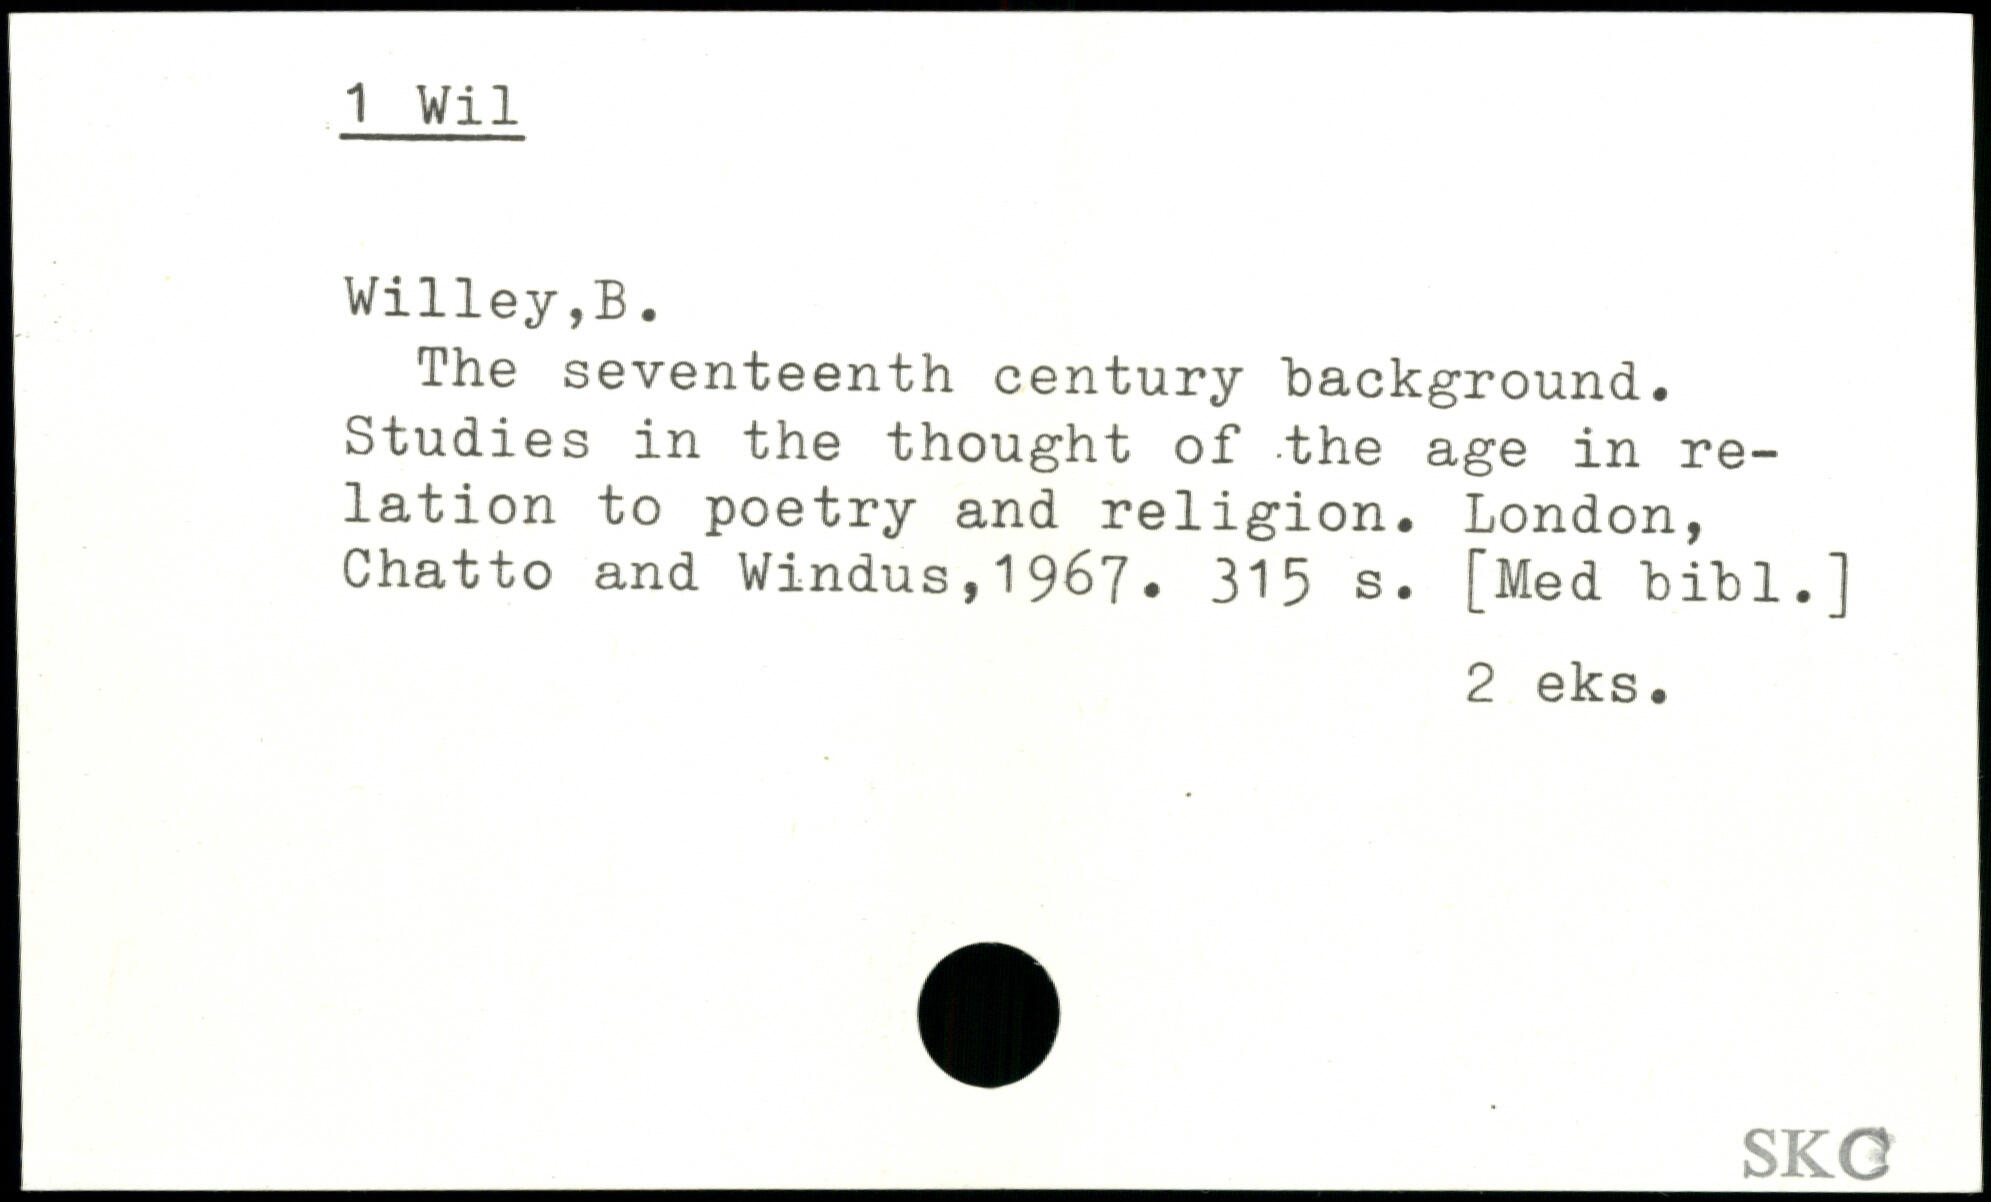 1 Wil
Willey,B.
The seventeenth century background.
Studies in the thought of the age in re-
lation to poetry and religion. London,
Chatto and Windus,1967. 315 s. [Med bibl.]
2 eks.